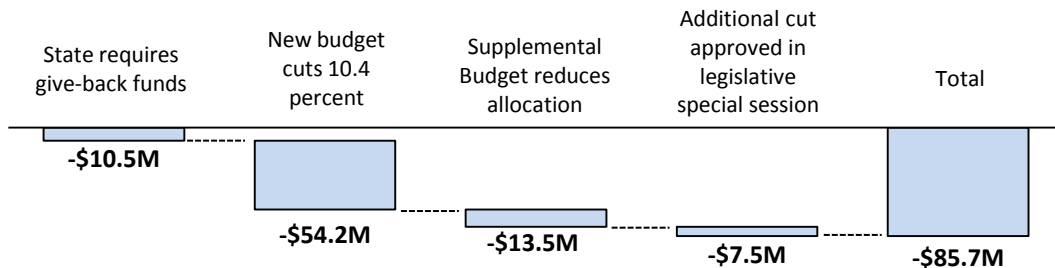 State requires
give-back funds
New budget
cuts 10.4
percent
Supplemental
Budget reduces
allocation
Additional cut
approved in
legislative
special session
Total
-$10.5M
-$54.2M
-$13.5M
-$7.5M
-$85.7M